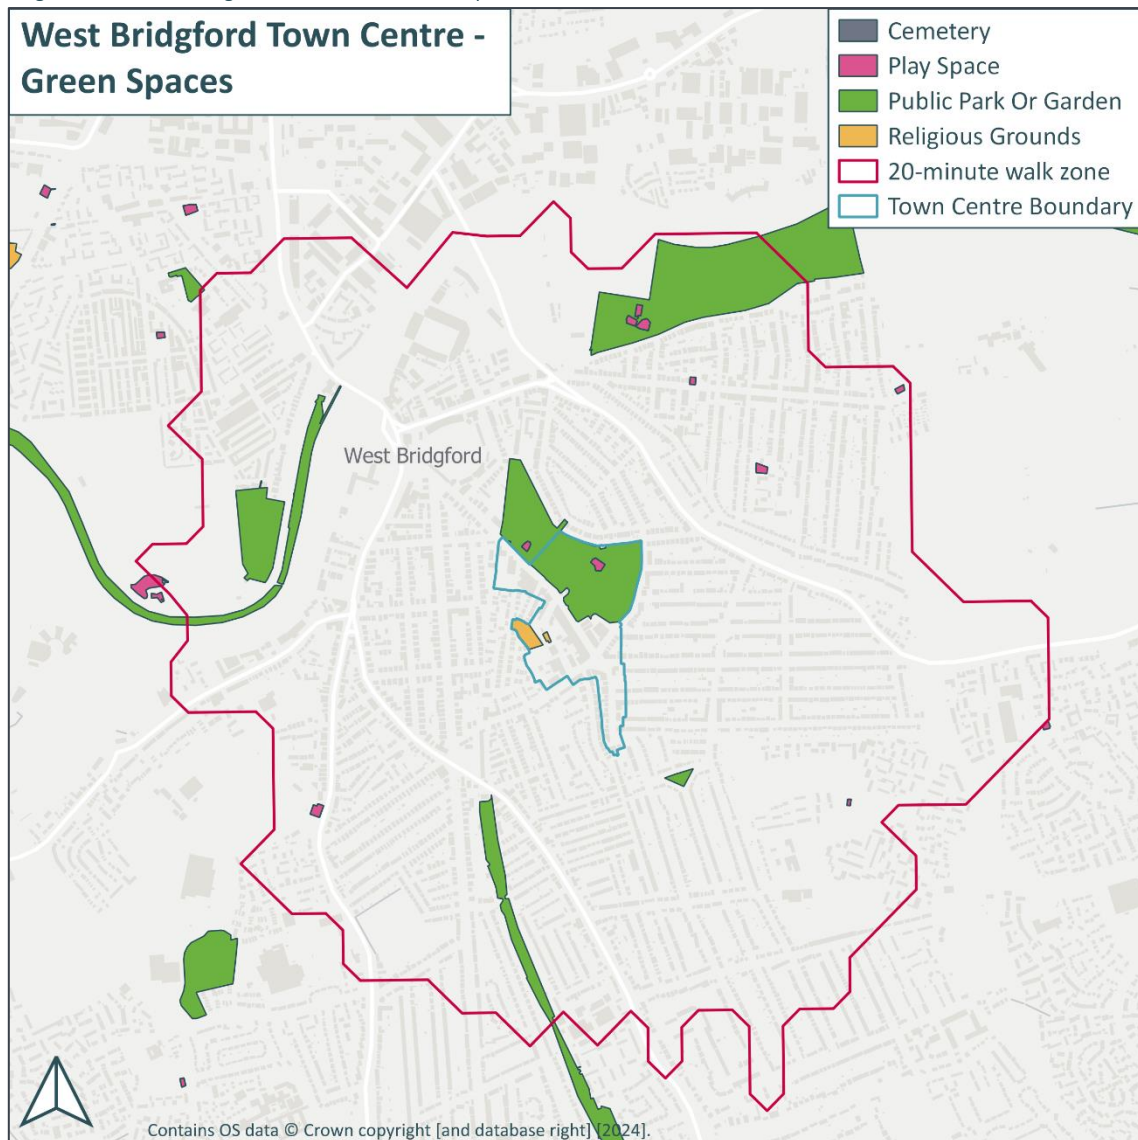 West Bridgford Town Centre -
Green Spaces
Cemetery
Play Space
Public Park Or Garden
Religious Grounds
20-minute walk zone
Town Centre Boundary
West Bridgford
Contains OS data © Crown copyright [and database right] [2024].